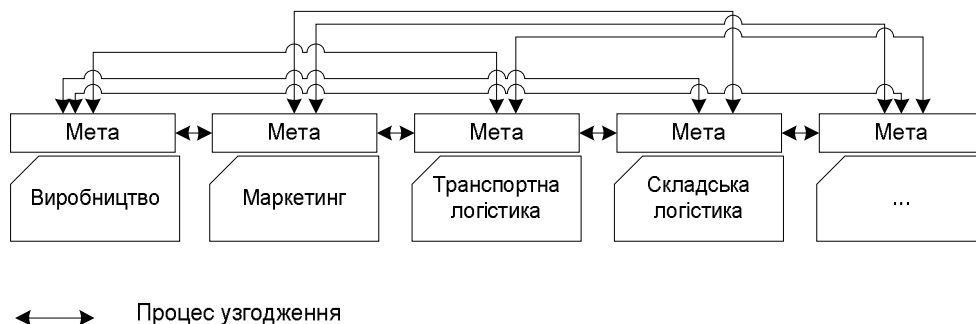 Мета Мета Мета Мета Мета
Виробництво
Маркетинг
Транспортна
логістика
Складська
логістика
...
Процес узгодження